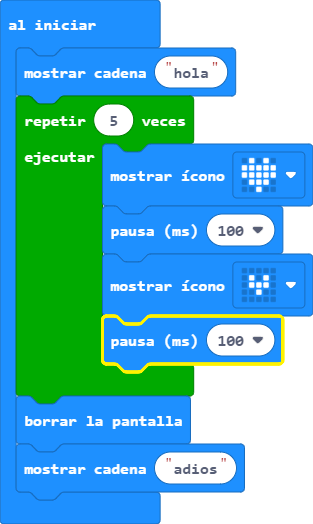 al iniciar
mostrar cadena "hola"
repetir 5 veces
ejecutar
mostrar ícono
pausa (ms) 100
mostrar ícono
pausa (ms) 100
borrar la pantalla
mostrar cadena "adios"